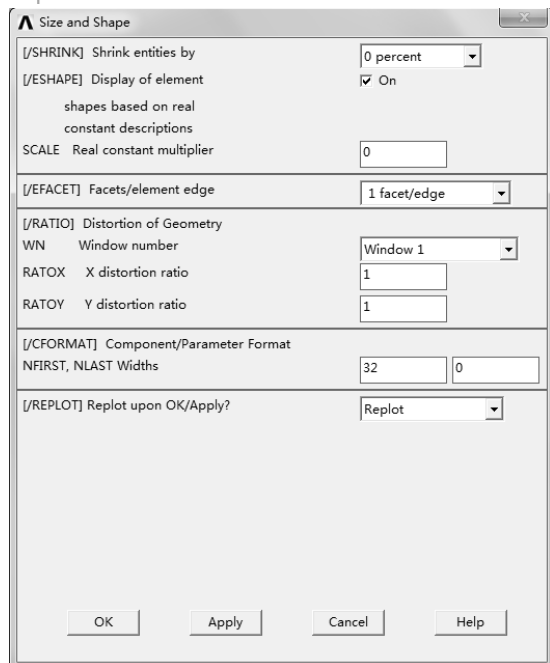 Size and Shape
[/SHRINK] Shrink entities by 0 percent
[/ESHAPE] Display of element On
shapes based on real
constant descriptions
SCALE Real constant multiplier 0
[/EFACET] Facets/element edge 1 facet/edge
[/RATIO] Distortion of Geometry
WN Window number Window 1
RATOX X distortion ratio 1
RATOY Y distortion ratio 1
[/CFORMAT] Component/Parameter Format
NFIRST, NLAST Widths 32 0
[/REPLOT] Replot upon OK/Apply? Replot
OK Apply Cancel Help